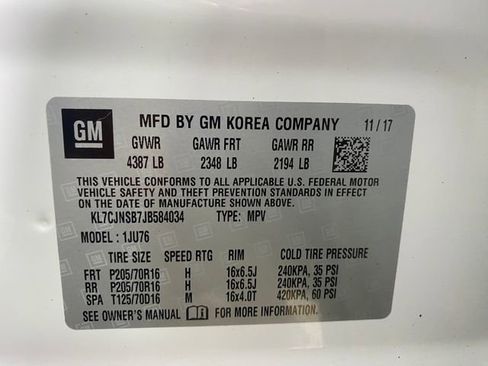 GM
MFD BY GM KOREA COMPANY 11/17
GVWR GAWR FRT GAWR RR
4387 LB 2348 LB 2194 LB
THIS VEHICLE CONFORMS TO ALL APPLICABLE U.S. FEDERAL MOTOR
VEHICLE SAFETY AND THEFT PREVENTION STANDARDS IN EFFECT
ON THE DATE OF MANUFACTURE SHOWN ABOVE.
KL7CJNSB7JB584034 TYPE: MPV
MODEL : 1JU76
TIRE SIZE SPEED RTG RIM COLD TIRE PRESSURE
FRT P205/70R16 H 16x6.5J 240KPA, 35 PSI
RR P205/70R16 H 16x6.5J 240KPA, 35 PSI
SPA T125/70D16 M 16x4.0T 420KPA, 60 PSI
SEE OWNER'S MANUAL FOR MORE INFORMATION.